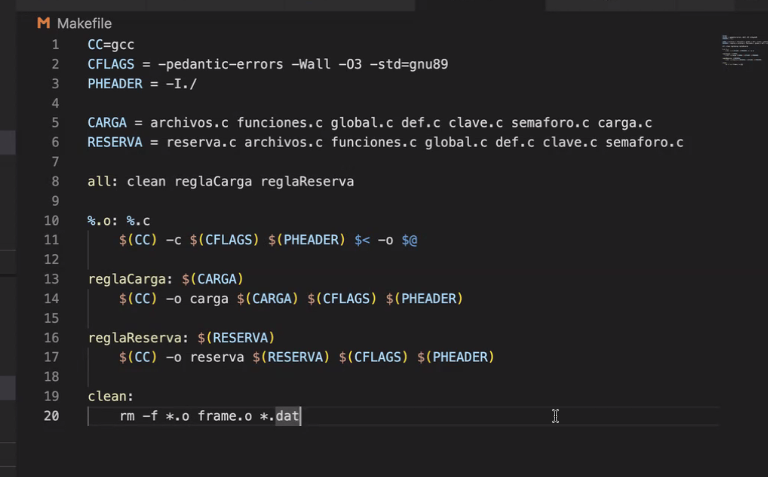 Makefile
1 CC=gcc
2 CFLAGS = -pedantic-errors -Wall -O3 -std=gnu89
3 PHEADER = -I./
4
5 CARGA = archivos.c funciones.c global.c def.c clave.c semaforo.c carga.c
6 RESERVA = reserva.c archivos.c funciones.c global.c def.c clave.c semaforo.c
7
8 all: clean reglaCarga reglaReserva
9
10 %.o: %.c
11 $(CC) -c $(CFLAGS) $(PHEADER) $< -o $@
12
13 reglaCarga: $(CARGA)
14 $(CC) -o carga $(CARGA) $(CFLAGS) $(PHEADER)
15
16 reglaReserva: $(RESERVA)
17 $(CC) -o reserva $(RESERVA) $(CFLAGS) $(PHEADER)
18
19 clean:
20 rm -f *.o frame.o *.dat